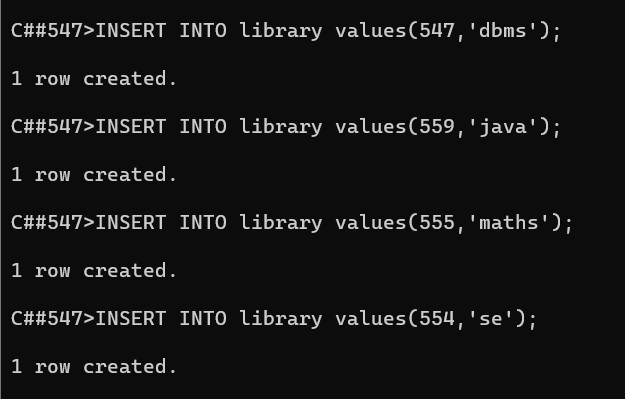 C##547>INSERT INTO library values(547,'dbms');
1 row created.
C##547>INSERT INTO library values(559,'java');
1 row created.
C##547>INSERT INTO library values(555,'maths');
1 row created.
C##547>INSERT INTO library values(554,'se');
1 row created.